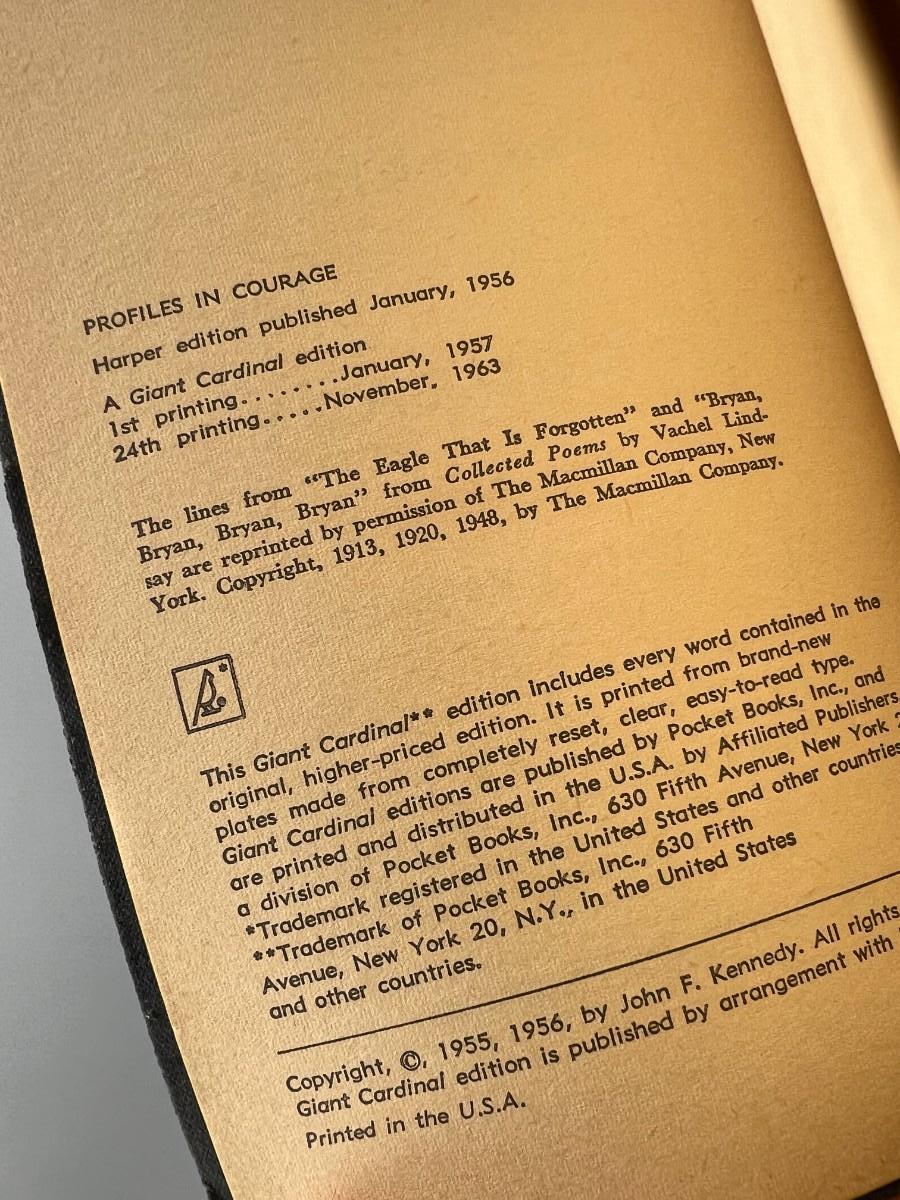 PROFILES IN COURAGE
Harper edition published January, 1956
A Giant Cardinal edition
1st printing........January, 1957
24th printing.....November, 1963
The lines from “The Eagle That Is Forgotten” and “Bryan,
Bryan, Bryan, Bryan” from Collected Poems by Vachel Lind-
say are reprinted by permission of The Macmillan Company, New
York. Copyright, 1913, 1920, 1948, by The Macmillan Company.
This Giant Cardinal** edition includes every word contained in the
original, higher-priced edition. It is printed from brand-new
plates made from completely reset, clear, easy-to-read type.
Giant Cardinal editions are published by Pocket Books, Inc., and
are printed and distributed in the U.S.A. by Affiliated Publishers,
a division of Pocket Books, Inc., 630 Fifth Avenue, New York
*Trademark registered in the United States and other countries
**Trademark of Pocket Books, Inc., 630 Fifth
Avenue, New York 20, N.Y., in the United States
and other countries.
Copyright, ©, 1955, 1956, by John F. Kennedy. All rights
Giant Cardinal edition is published by arrangement with
Printed in the U.S.A.